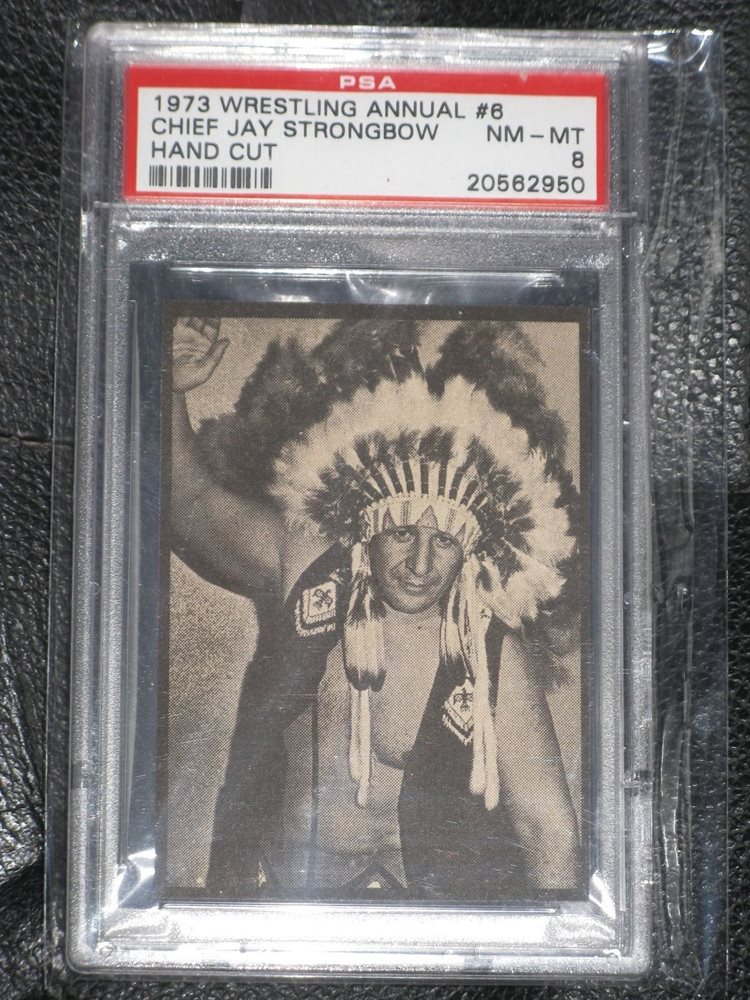 PSA
1973 WRESTLING ANNUAL #6
CHIEF JAY STRONGBOW NM - MT
HAND CUT 8
20562950